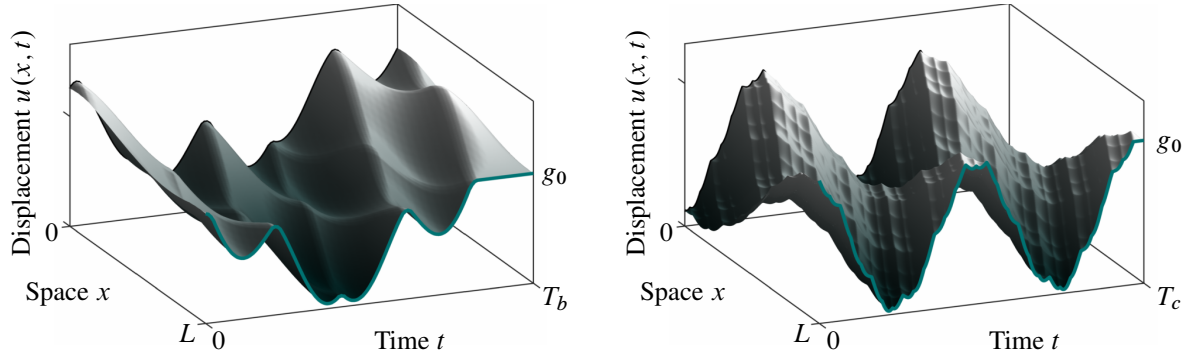 Displacement u(x, t)
g₀
0
T_b
Space x
L
0
Time t
Displacement u(x, t)
g₀
0
T_c
Space x
L
0
Time t